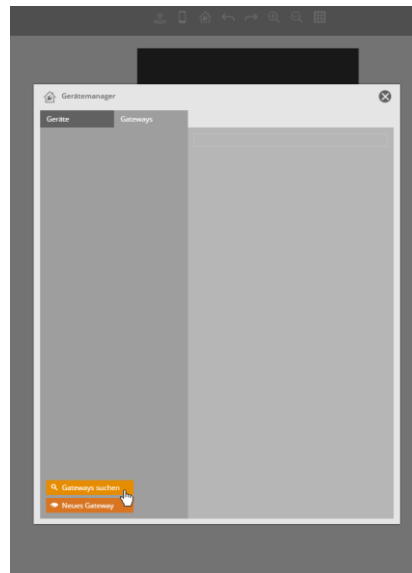 Gerätemanager
Geräte
Gateways
Gateways suchen
Neues Gateway